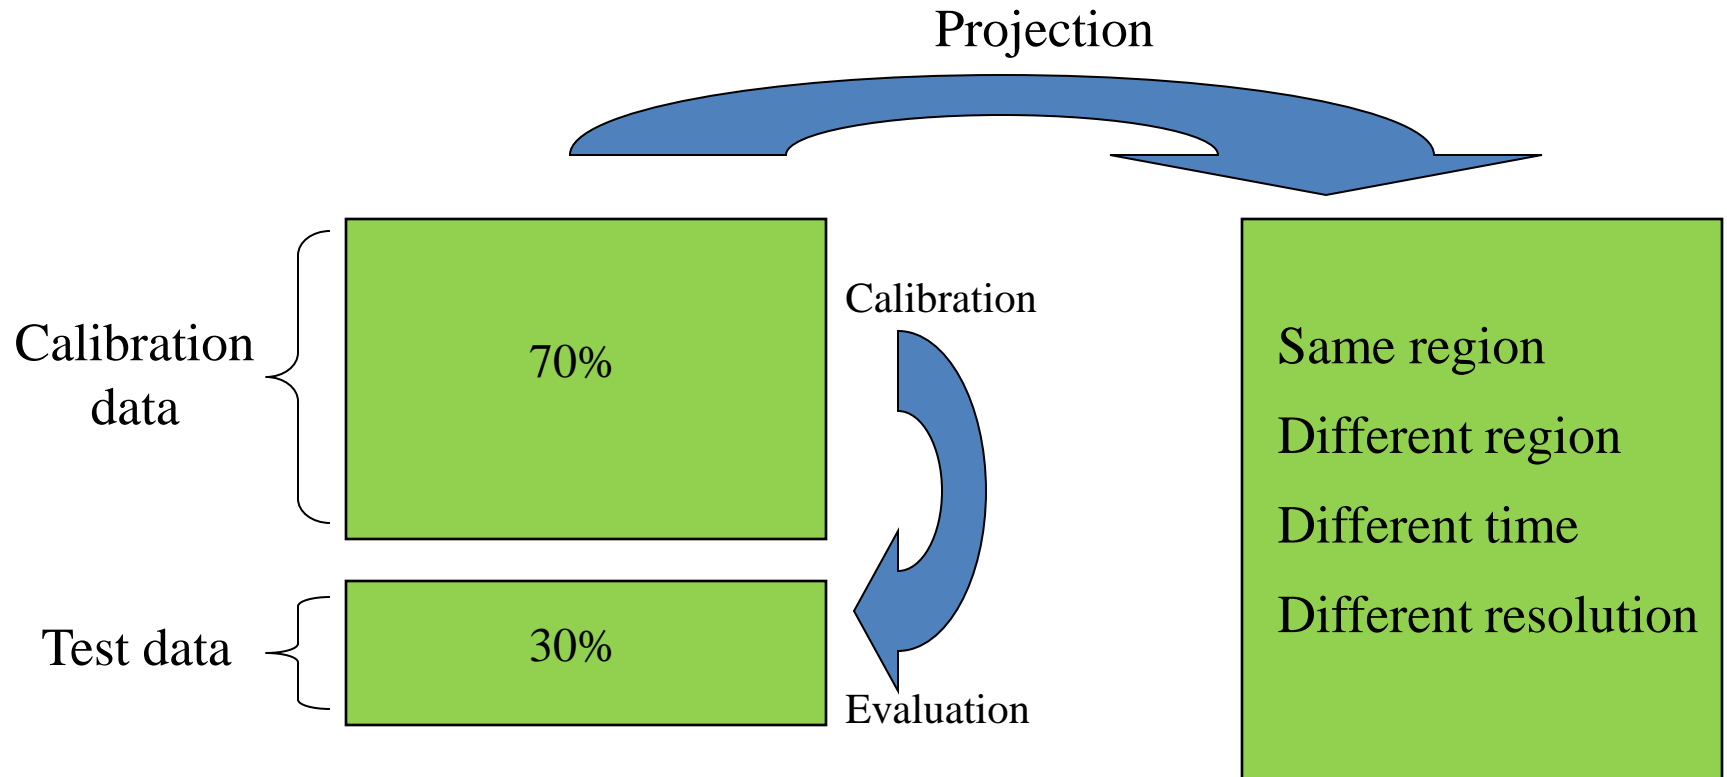 Projection
Calibration
data
70%
Calibration
Test data
30%
Evaluation
Same region
Different region
Different time
Different resolution